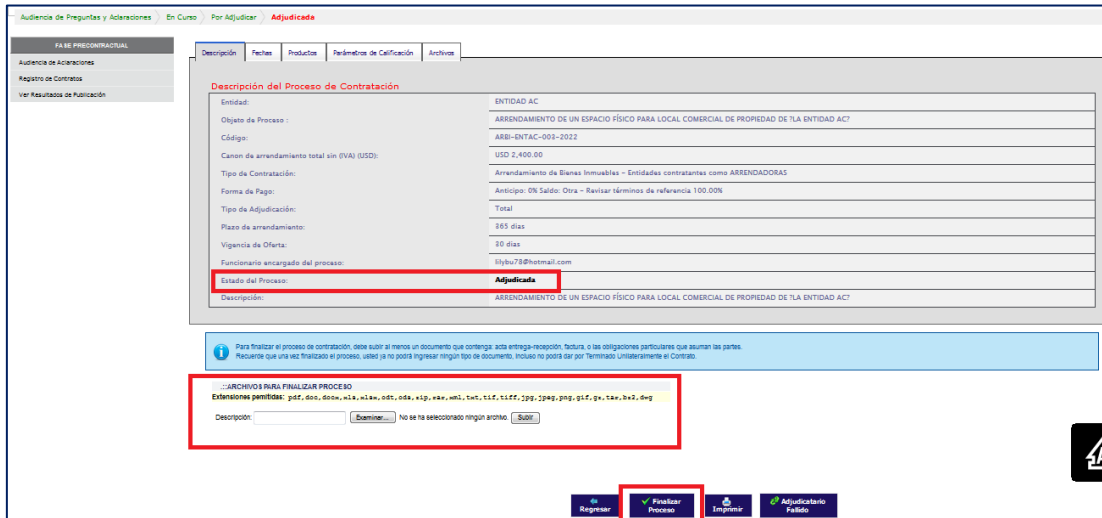 Audiencia de Preguntas y Aclaraciones En Curso Por Adjudicar Adjudicada
FASE PRECONTRACTUAL
Audiencia de Aclaraciones
Registro de Contratos
Ver Resultados de Publicación
Descripción Fechas Productos Parámetros de Calificación Archivos
Descripción del Proceso de Contratación
Entidad: ENTIDAD AC
Objeto de Proceso : ARRENDAMIENTO DE UN ESPACIO FÍSICO PARA LOCAL COMERCIAL DE PROPIEDAD DE ?LA ENTIDAD AC?
Código: ARBI-ENTAC-003-2022
Canon de arrendamiento total sin (IVA) (USD): USD 2,400.00
Tipo de Contratación: Arrendamiento de Bienes Inmuebles - Entidades contratantes como ARRENDADORAS
Forma de Pago: Anticipo: 0% Saldo: Otra - Revisar términos de referencia 100.00%
Tipo de Adjudicación: Total
Plazo de arrendamiento: 365 dias
Vigencia de Oferta: 30 dias
Funcionario encargado del proceso: lilybu78@hotmail.com
Estado del Proceso: Adjudicada
Descripción: ARRENDAMIENTO DE UN ESPACIO FÍSICO PARA LOCAL COMERCIAL DE PROPIEDAD DE ?LA ENTIDAD AC?
Para finalizar el proceso de contratación, debe subir al menos un documento que contenga: acta entrega-recepción, factura, o las obligaciones particulares que asuman las partes.
Recuerde que una vez finalizado el proceso, usted ya no podrá ingresar ningún tipo de documento, incluso no podrá dar por Terminado Unilateralmente el Contrato.
.::ARCHIVOS PARA FINALIZAR PROCESO
Extensiones pemitidas: pdf,doc,docx,xls,xlsx,odt,ods,zip,rar,xml,txt,tif,tiff,jpg,jpeg,png,gif,gz,tar,bz2,dwg
Descripción: Examinar... No se ha seleccionado ningún archivo. Subir
Regresar Finalizar Proceso Imprimir Adjudicatario Fallido